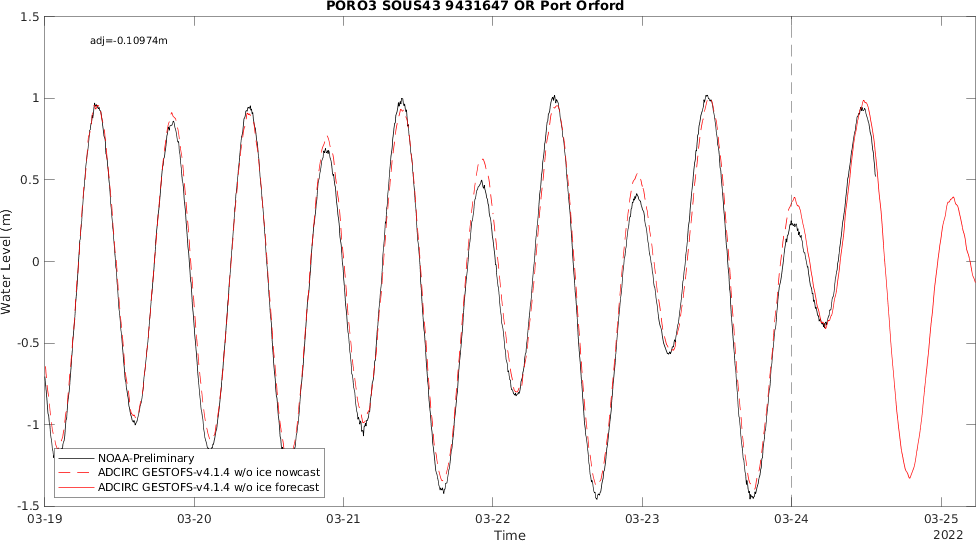 PORO3 SOUS43 9431647 OR Port Orford
1.5
adj=-0.10974m
1
0.5
0
-0.5
-1
-1.5
Water Level (m)
NOAA-Preliminary
ADCIRC GESTOFS-v4.1.4 w/o ice nowcast
ADCIRC GESTOFS-v4.1.4 w/o ice forecast
03-19 03-20 03-21 03-22 03-23 03-24 03-25
Time
2022